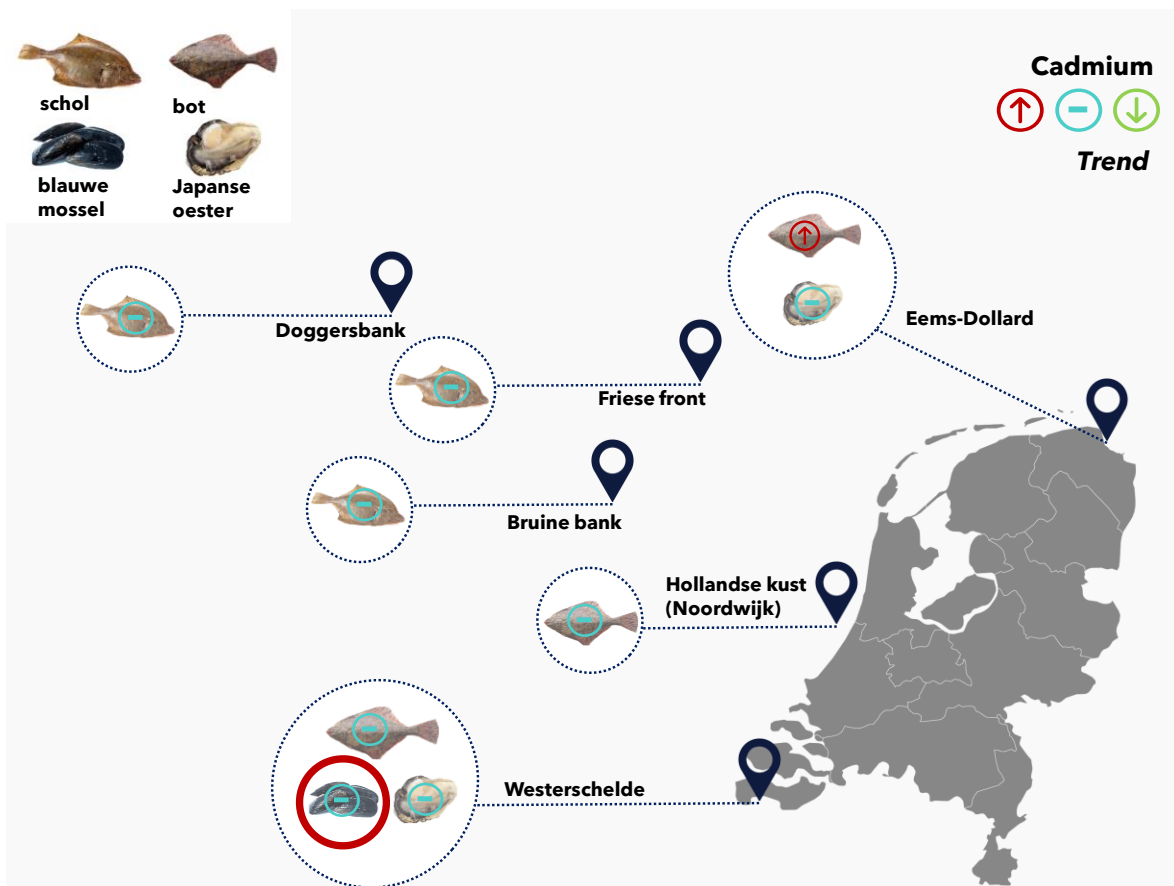 schol
bot
blauwe
mossel
Japanse
oester
Cadmium
Trend
Doggersbank
Eems-Dollard
Friese front
Bruine bank
Hollandse kust
(Noordwijk)
Westerschelde